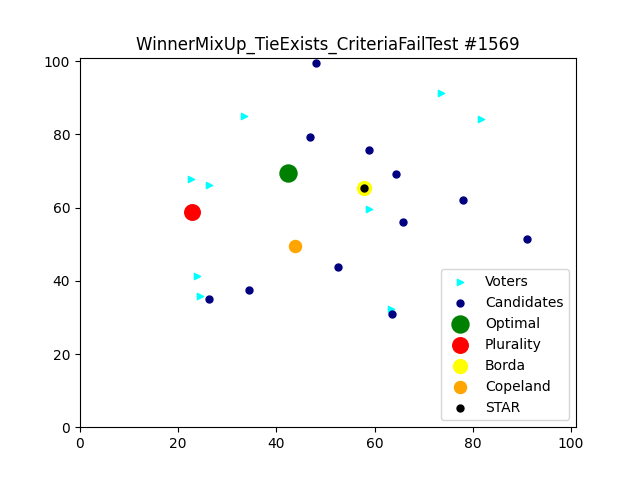 WinnerMixUp_TieExists_CriteriaFailTest #1569
100
80
60
40
20
0
0 20 40 60 80 100
Voters
Candidates
Optimal
Plurality
Borda
Copeland
STAR